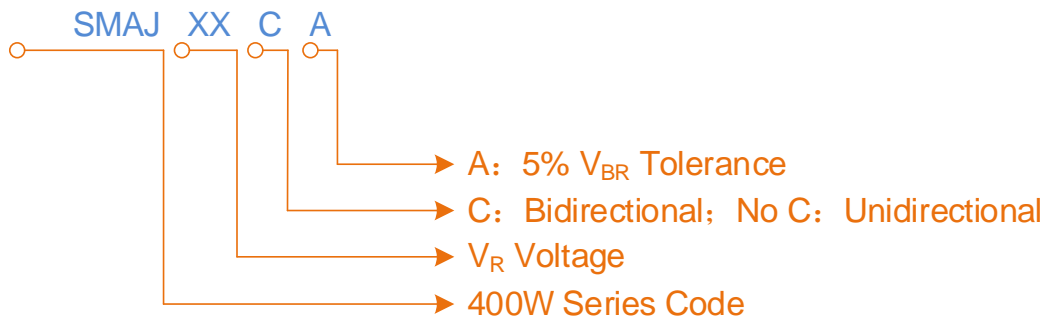 SMAJ XX C A
A：5% VBR Tolerance
C：Bidirectional；No C：Unidirectional
VR Voltage
400W Series Code